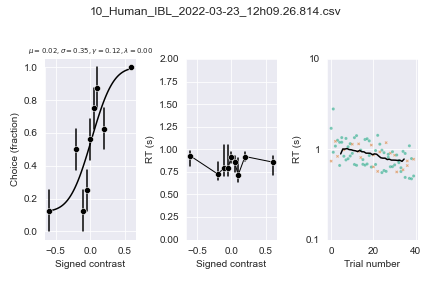 10_Human_IBL_2022-03-23_12h09.26.814.csv
μ = 0.02, σ = 0.35, γ = 0.12, λ = 0.00
Choice (fraction)
1.0
0.8
0.6
0.4
0.2
0.0
−0.5 0.0 0.5
Signed contrast
RT (s)
2.00
1.75
1.50
1.25
1.00
0.75
0.50
0.25
0.00
−0.5 0.0 0.5
Signed contrast
RT (s)
10
1
0.1
0 20 40
Trial number